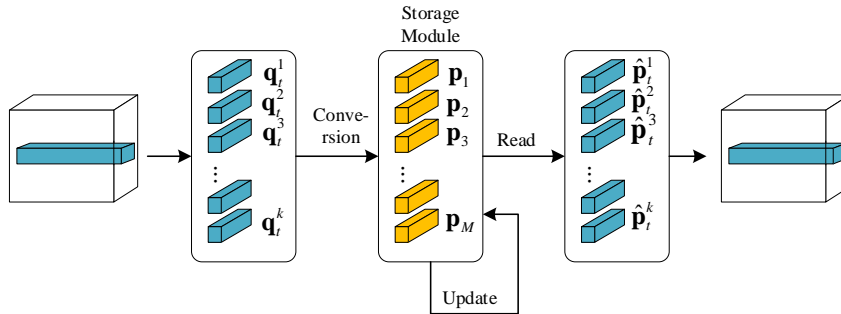 Storage
Module
q_t^1
q_t^2
q_t^3
⋮
q_t^k
Conve-
rsion
p_1
p_2
p_3
⋮
p_M
Read
p̂_t^1
p̂_t^2
p̂_t^3
⋮
p̂_t^k
Update